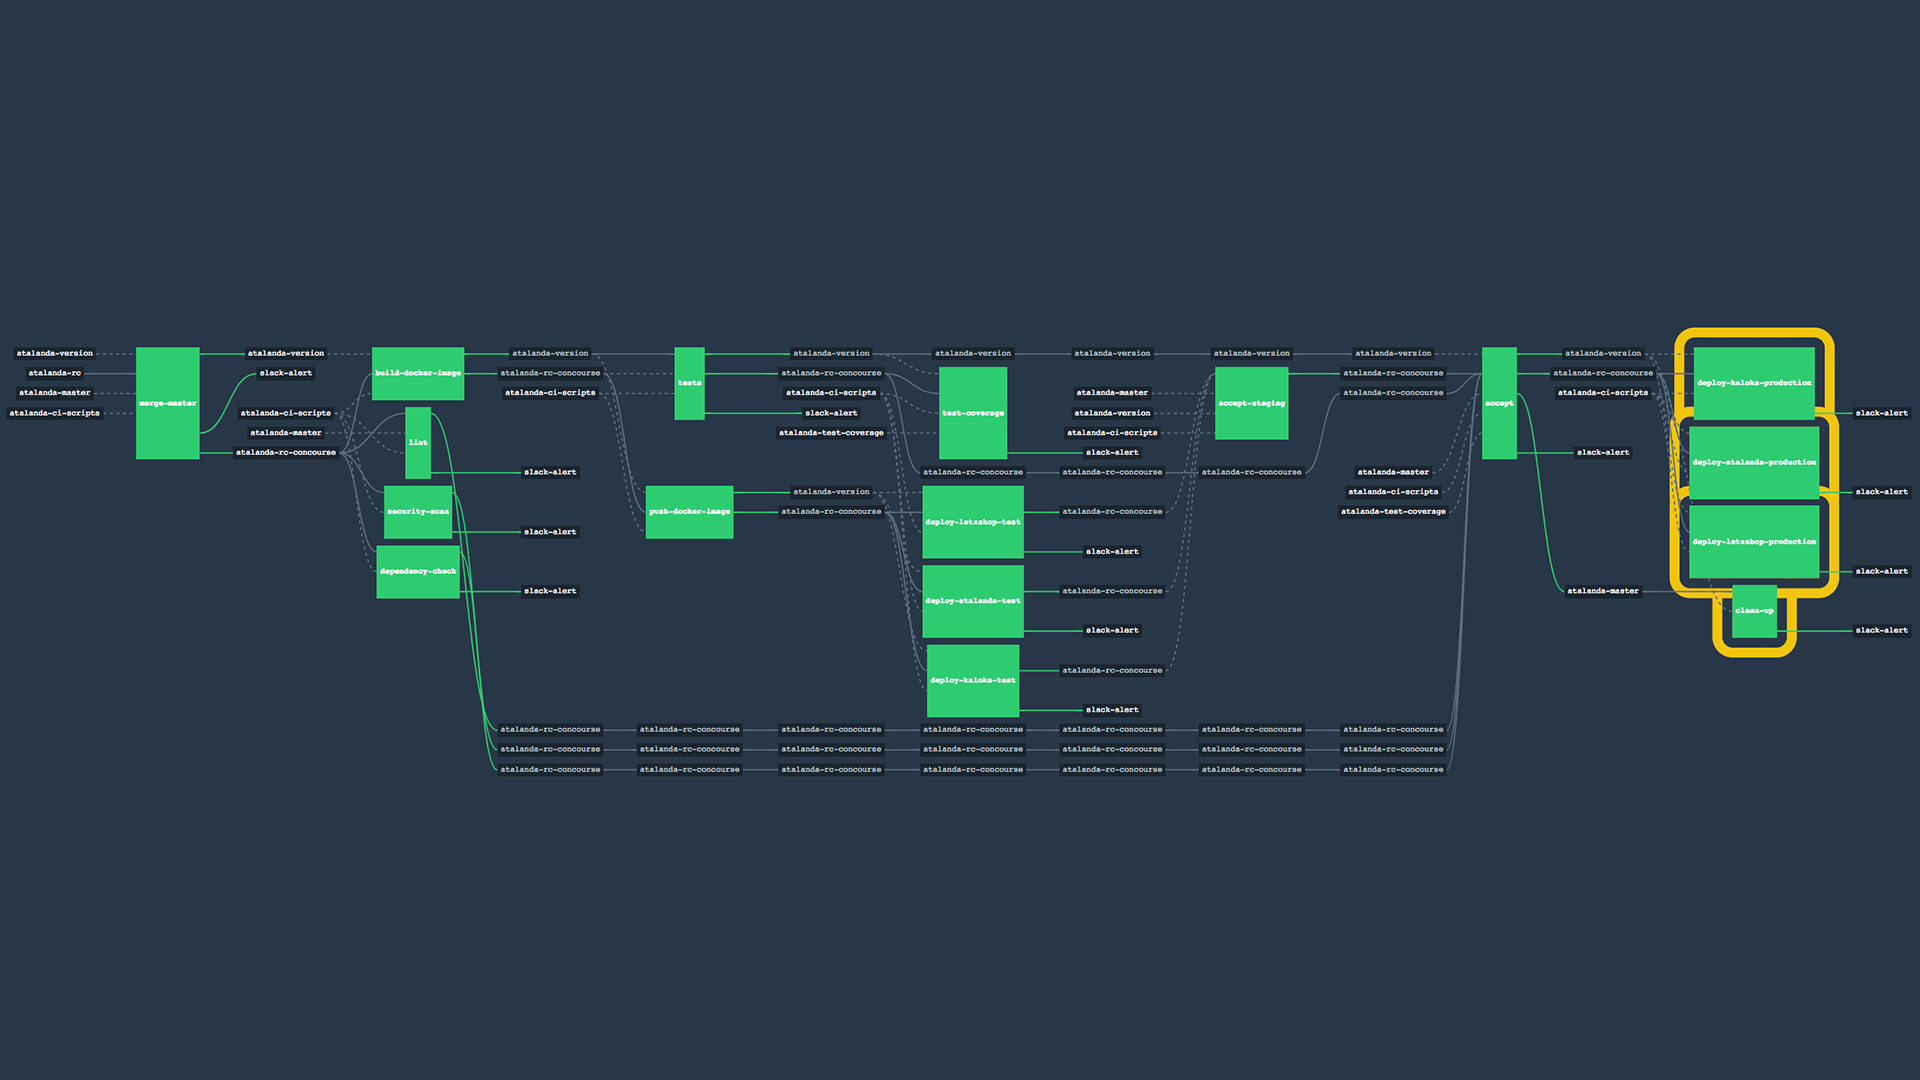 atalanda-version
atalanda-rc
atalanda-master
atalanda-ci-scripts
merge-master
atalanda-version
slack-alert
atalanda-ci-scripts
atalanda-master
atalanda-rc-concourse
build-docker-image
lint
security-scan
dependency-check
atalanda-version
atalanda-rc-concourse
atalanda-ci-scripts
slack-alert
slack-alert
slack-alert
atalanda-rc-concourse
atalanda-rc-concourse
atalanda-rc-concourse
tests
push-docker-image
atalanda-rc-concourse
atalanda-rc-concourse
atalanda-rc-concourse
atalanda-version
atalanda-rc-concourse
atalanda-ci-scripts
slack-alert
atalanda-test-coverage
atalanda-version
atalanda-rc-concourse
atalanda-rc-concourse
atalanda-rc-concourse
atalanda-rc-concourse
atalanda-version
test-coverage
atalanda-rc-concourse
deploy-letzshop-test
deploy-atalanda-test
deploy-kaloka-test
atalanda-rc-concourse
atalanda-rc-concourse
atalanda-rc-concourse
atalanda-version
atalanda-master
atalanda-version
atalanda-ci-scripts
slack-alert
atalanda-rc-concourse
atalanda-rc-concourse
slack-alert
atalanda-rc-concourse
slack-alert
atalanda-rc-concourse
slack-alert
atalanda-rc-concourse
atalanda-rc-concourse
atalanda-rc-concourse
atalanda-version
accept-staging
atalanda-rc-concourse
atalanda-rc-concourse
atalanda-rc-concourse
atalanda-rc-concourse
atalanda-version
atalanda-rc-concourse
atalanda-rc-concourse
atalanda-master
atalanda-ci-scripts
atalanda-test-coverage
atalanda-rc-concourse
atalanda-rc-concourse
atalanda-rc-concourse
accept
atalanda-version
atalanda-rc-concourse
atalanda-ci-scripts
slack-alert
atalanda-master
deploy-kaloka-production
deploy-atalanda-production
deploy-letzshop-production
clean-up
slack-alert
slack-alert
slack-alert
slack-alert